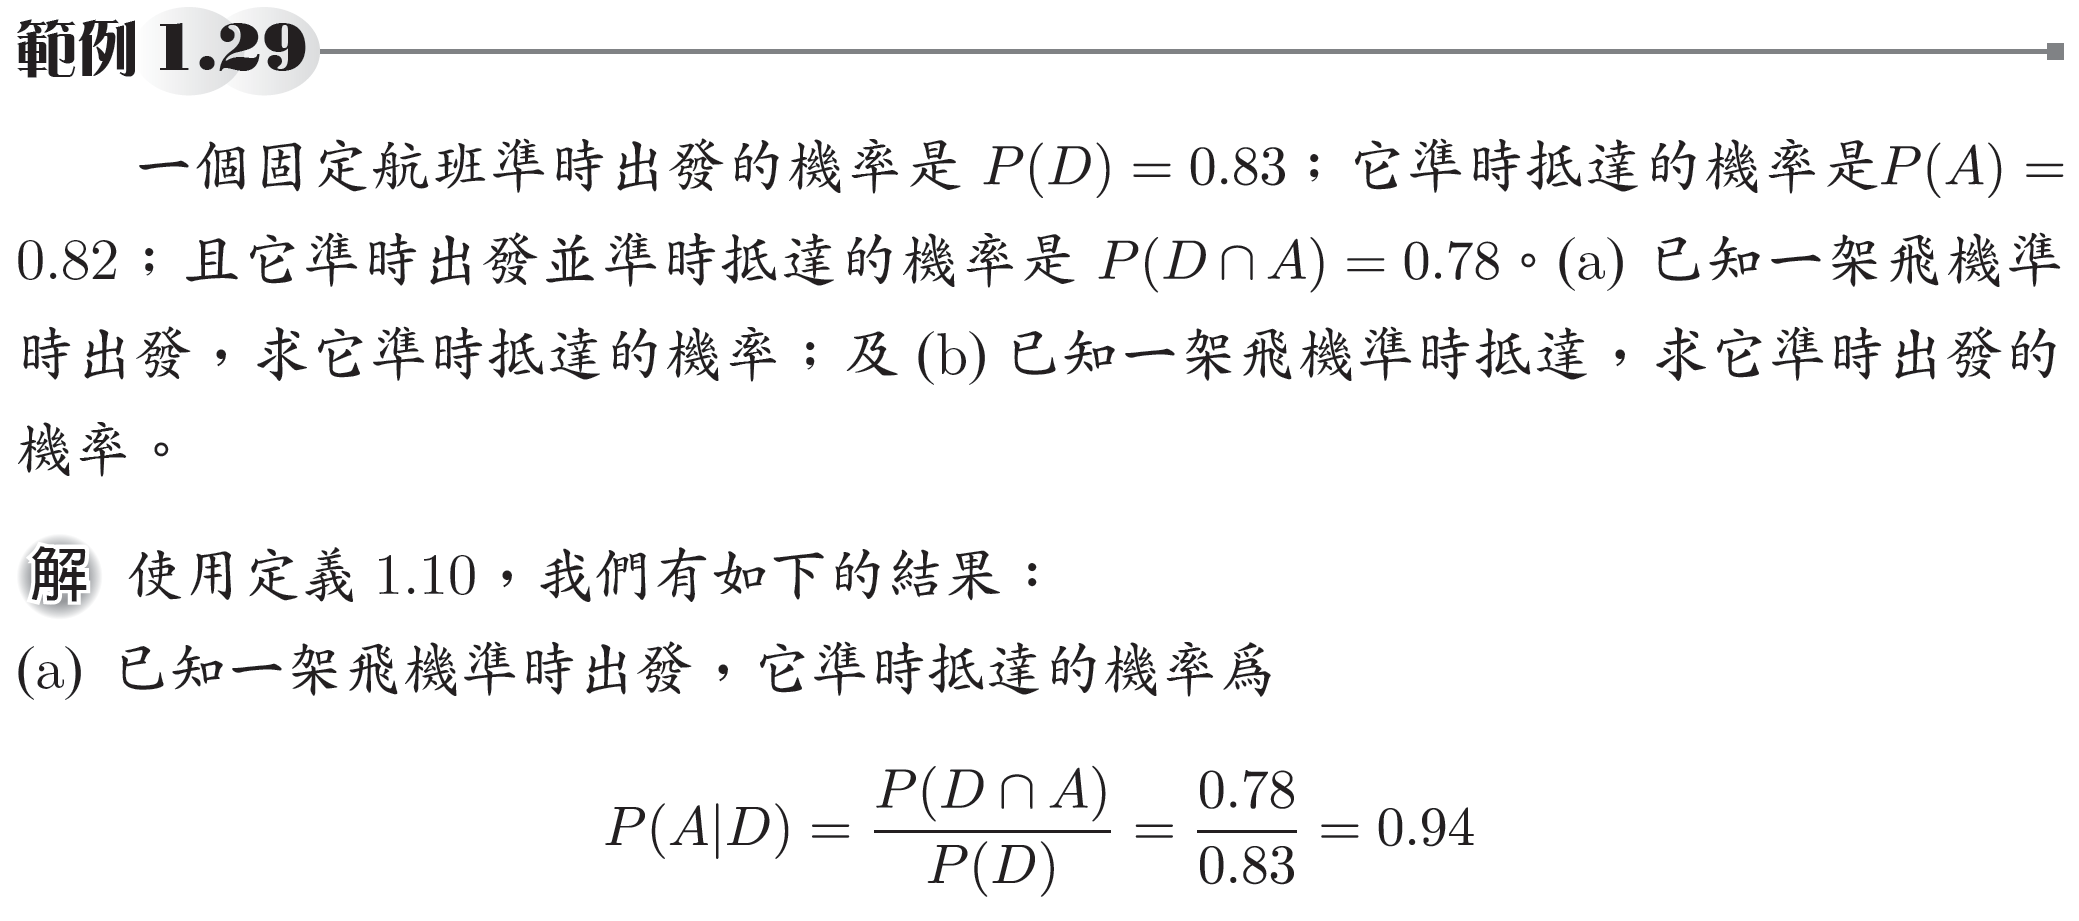 範例 1.29
一個固定航班準時出發的機率是 P(D) = 0.83；它準時抵達的機率是P(A) =
0.82；且它準時出發並準時抵達的機率是 P(D ∩ A) = 0.78。(a) 已知一架飛機準
時出發，求它準時抵達的機率；及 (b) 已知一架飛機準時抵達，求它準時出發的
機率。
解 使用定義 1.10，我們有如下的結果：
(a) 已知一架飛機準時出發，它準時抵達的機率爲
P(A|D) = P(D ∩ A) / P(D) = 0.78 / 0.83 = 0.94